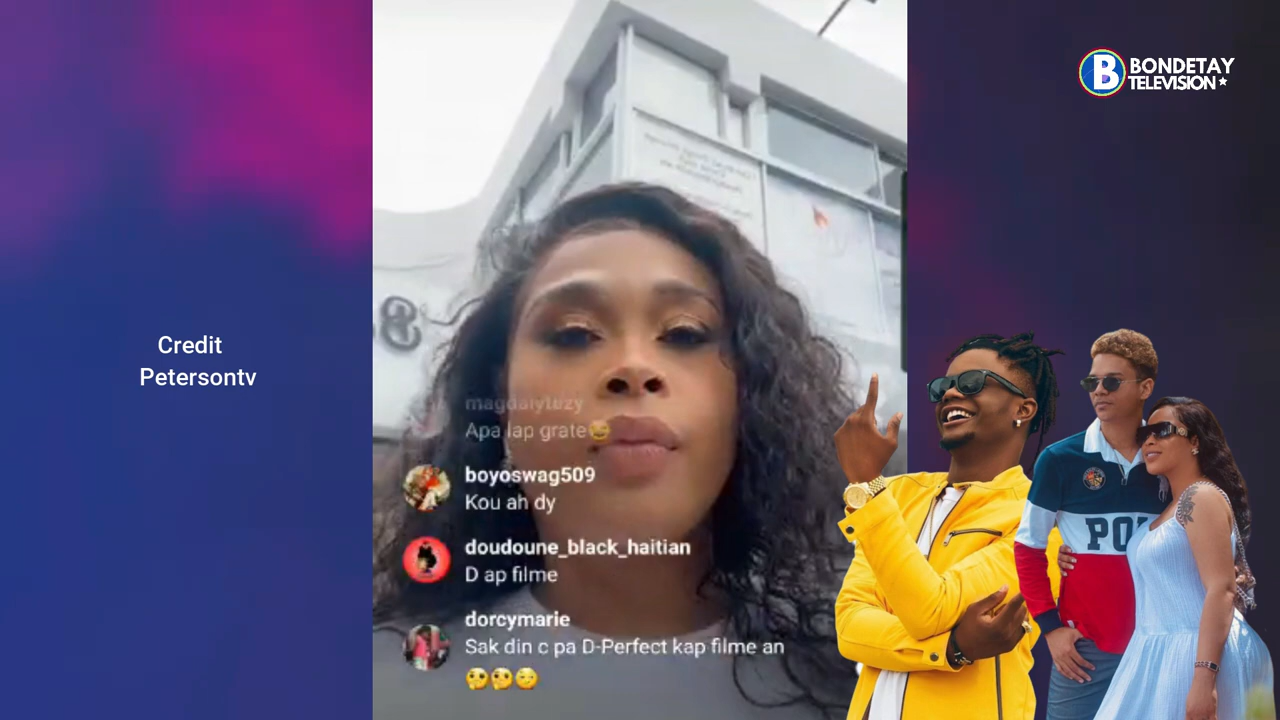 BONDETAY
TELEVISION
Credit
Petersontv
magdalytuzy
Apa lap grate😂
boyoswag509
Kou ah dy
doudoune_black_haitian
D ap filme
dorcymarie
Sak din c pa D-Perfect kap filme an
🤔🤔😏
POL